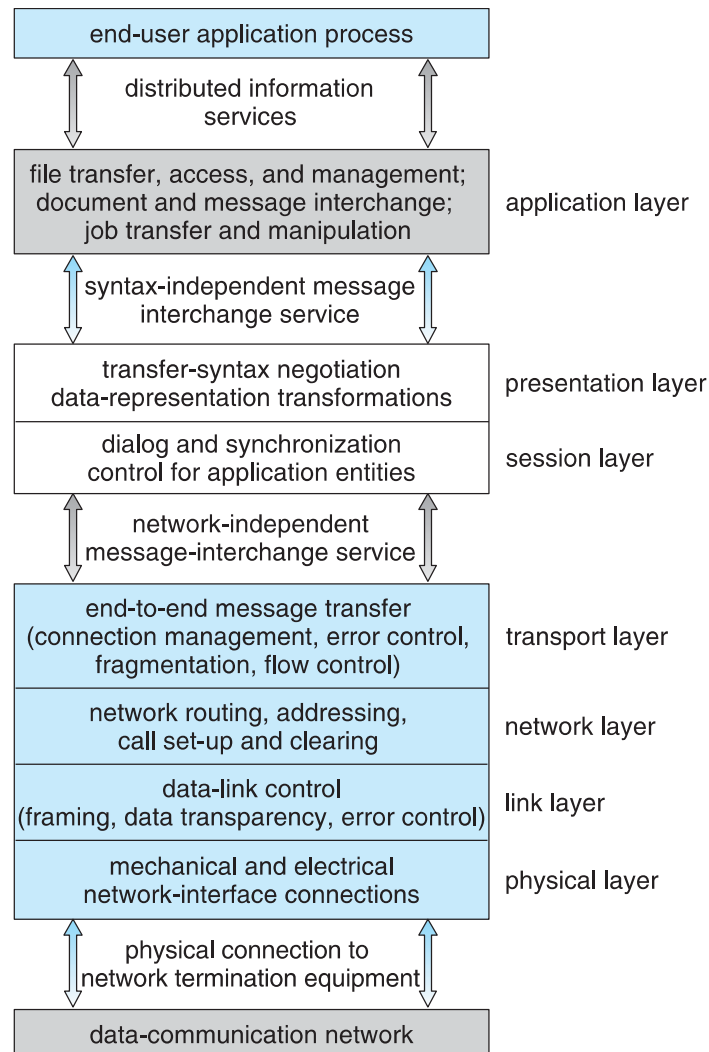 end-user application process
distributed information
services
file transfer, access, and management;
document and message interchange;
job transfer and manipulation
application layer
syntax-independent message
interchange service
transfer-syntax negotiation
data-representation transformations
presentation layer
dialog and synchronization
control for application entities
session layer
network-independent
message-interchange service
end-to-end message transfer
(connection management, error control,
fragmentation, flow control)
transport layer
network routing, addressing,
call set-up and clearing
network layer
data-link control
(framing, data transparency, error control)
link layer
mechanical and electrical
network-interface connections
physical layer
physical connection to
network termination equipment
data-communication network